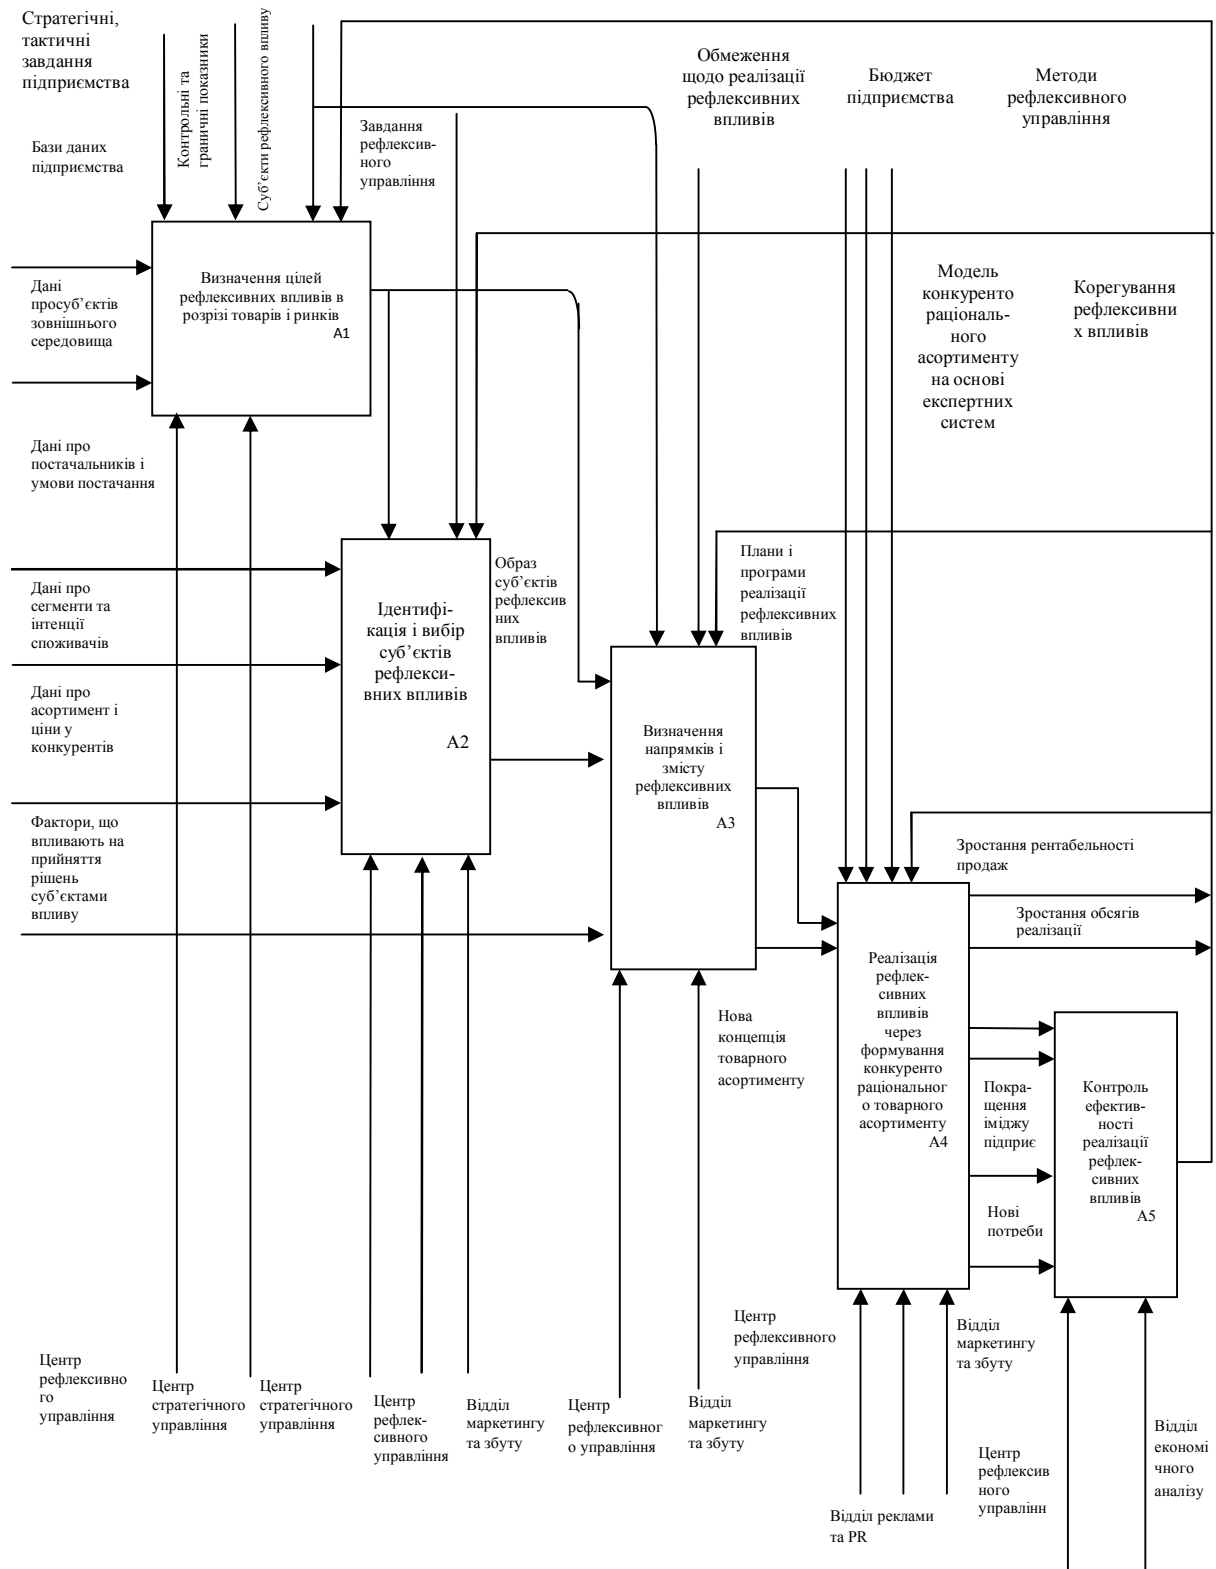 Стратегічні,
тактичні
завдання
підприємства
Контрольні та
граничні показники
Суб’єкти рефлексивного впливу
Завдання
рефлексив-
ного
управління
Обмеження
щодо реалізації
рефлексивних
впливів
Бюджет
підприємства
Методи
рефлексивного
управління
Бази даних
підприємства
Визначення цілей
рефлексивних впливів в
розрізі товарів і ринків
А1
Дані
просуб’єктів
зовнішнього
середовища
Модель
конкуренто
раціональ-
ного
асортименту
на основі
експертних
систем
Корегування
рефлексивни
х впливів
Дані про
постачальників і
умови постачання
Дані про
сегменти та
інтенції
споживачів
Ідентифі-
кація і вибір
суб’єктів
рефлекси-
вних впливів
А2
Образ
суб’єктів
рефлексив
них
впливів
Плани і
програми
реалізації
рефлексивних
впливів
Дані про
асортимент і
ціни у
конкурентів
Визначення
напрямків і
змісту
рефлексивних
впливів
А3
Фактори, що
впливають на
прийняття
рішень
суб’єктами
впливу
Зростання рентабельності
продаж
Зростання обсягів
реалізації
Реалізація
рефлек-
сивних
впливів
через
формування
конкуренто
раціональног
о товарного
асортименту
А4
Нова
концепція
товарного
асортименту
Покра-
щення
іміджу
підприє
Нові
потреби
Контроль
ефектив-
ності
реалізації
рефлек-
сивних
впливів
А5
Центр
рефлексивно
го
управління
Центр
стратегічного
управління
Центр
стратегічного
управління
Центр
рефлек-
сивного
управління
Відділ
маркетингу
та збуту
Центр
рефлексивног
о управління
Відділ
маркетингу
та збуту
Центр
рефлексивного
управління
Відділ
маркетингу
та збуту
Відділ реклами
та PR
Центр
рефлексив
ного
управлінн
Відділ
економі
чного
аналізу